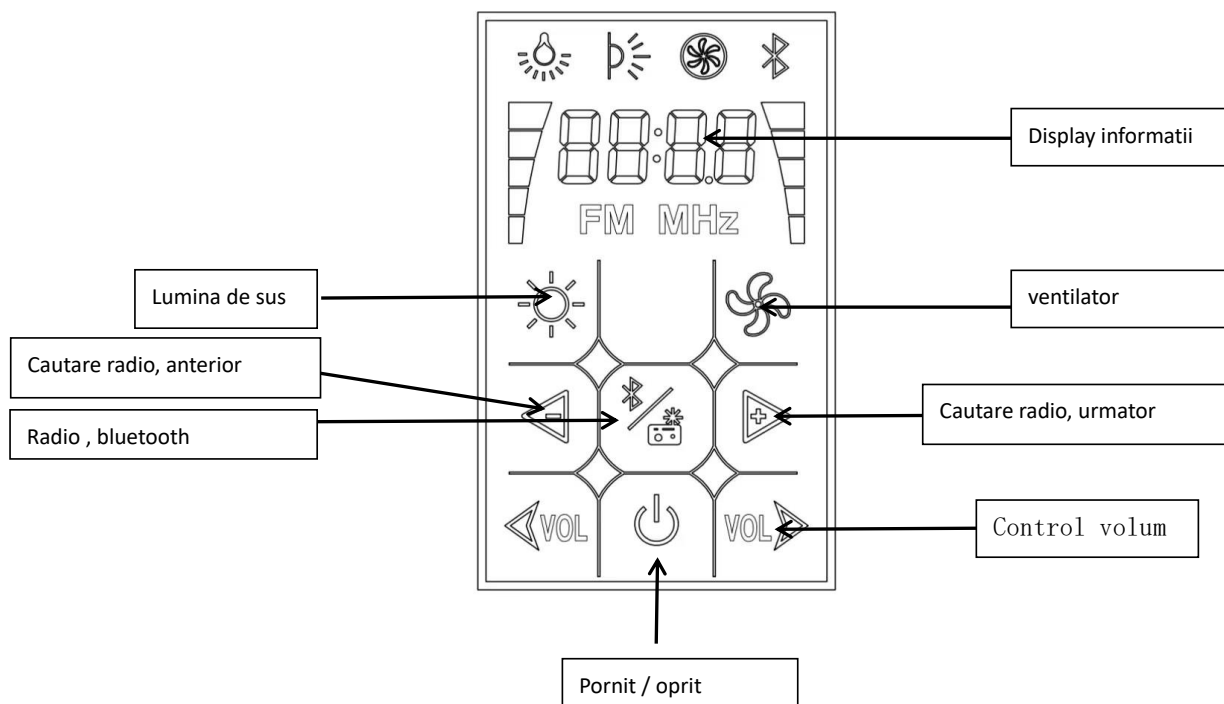 88:8.8
FM MHz
Display informatii
Lumina de sus
ventilator
Cautare radio, anterior
Radio , bluetooth
Cautare radio, urmator
VOL
VOL
Control volum
Pornit / oprit